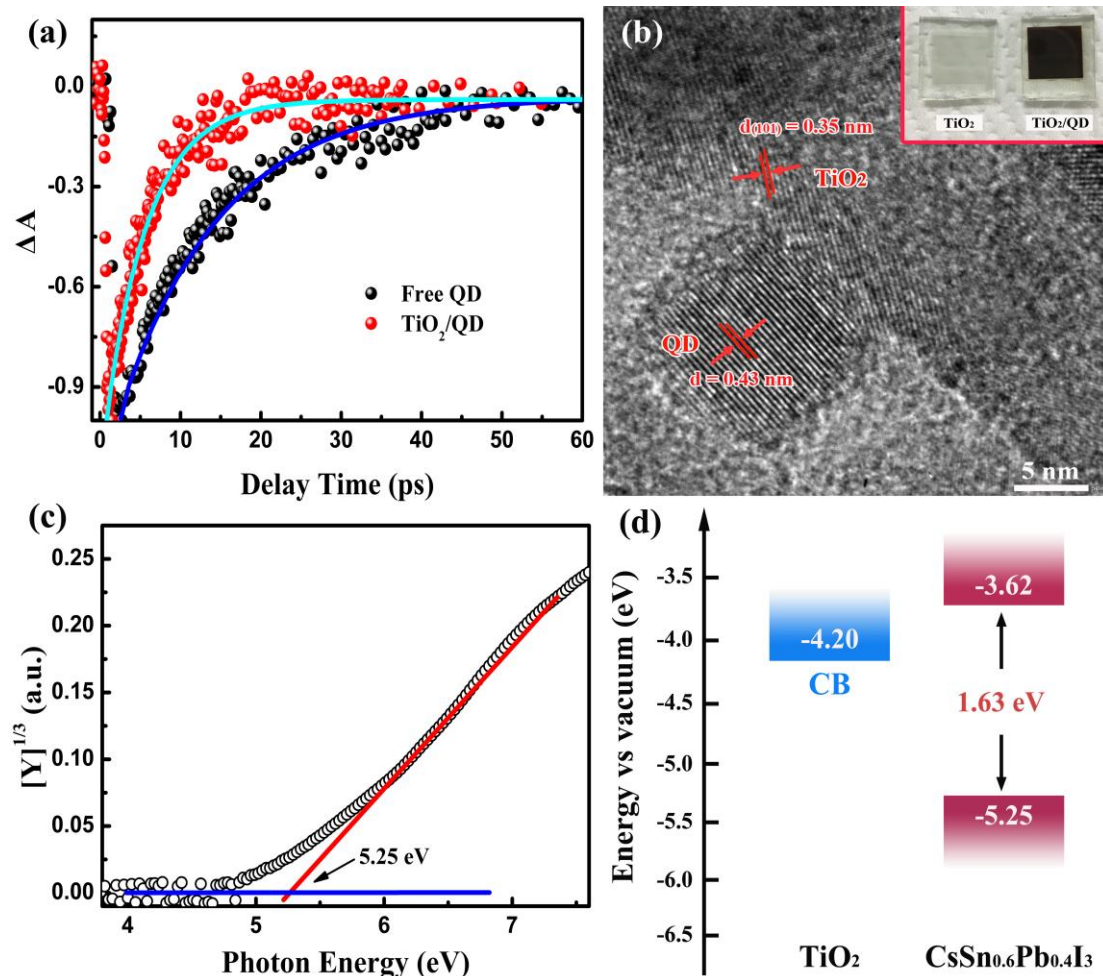 (a)
0.0
-0.3
-0.6
-0.9
ΔA
Free QD
TiO₂/QD
0 10 20 30 40 50 60
Delay Time (ps)
(b)
TiO₂
TiO₂/QD
d(101) = 0.35 nm
TiO₂
QD
d = 0.43 nm
5 nm
(c)
0.25
0.20
0.15
0.10
0.05
0.00
[Y]^1/3 (a.u.)
5.25 eV
4 5 6 7
Photon Energy (eV)
(d)
Energy vs vacuum (eV)
-3.5
-4.0
-4.5
-5.0
-5.5
-6.0
-6.5
-4.20
CB
-3.62
1.63 eV
-5.25
TiO₂
CsSn₀.₆Pb₀.₄I₃